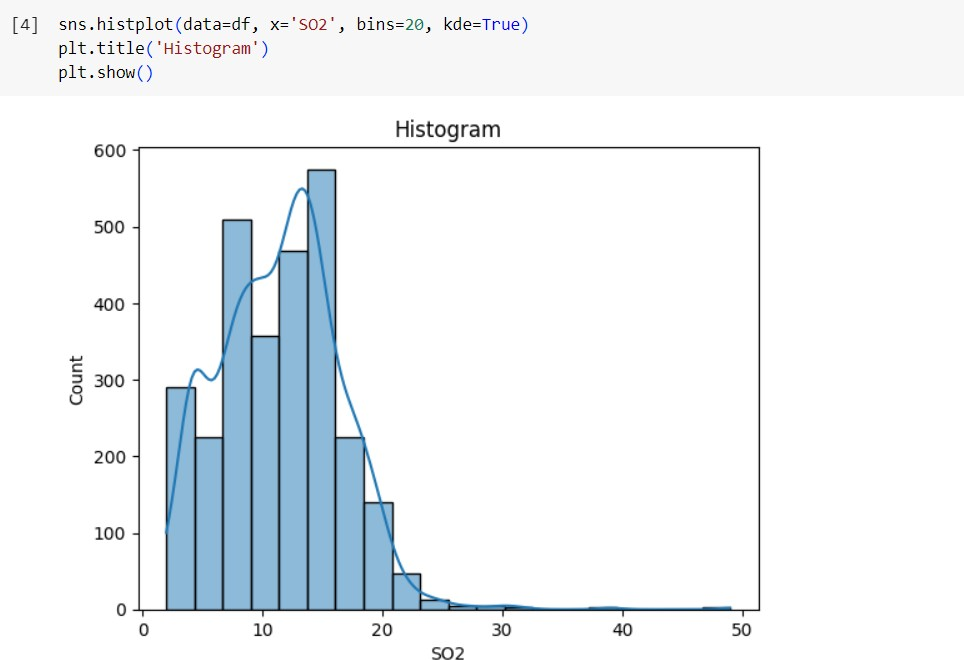 [4] sns.histplot(data=df, x='SO2', bins=20, kde=True)
plt.title('Histogram')
plt.show()
Histogram
600
500
400
300
200
100
0
Count
0 10 20 30 40 50
SO2